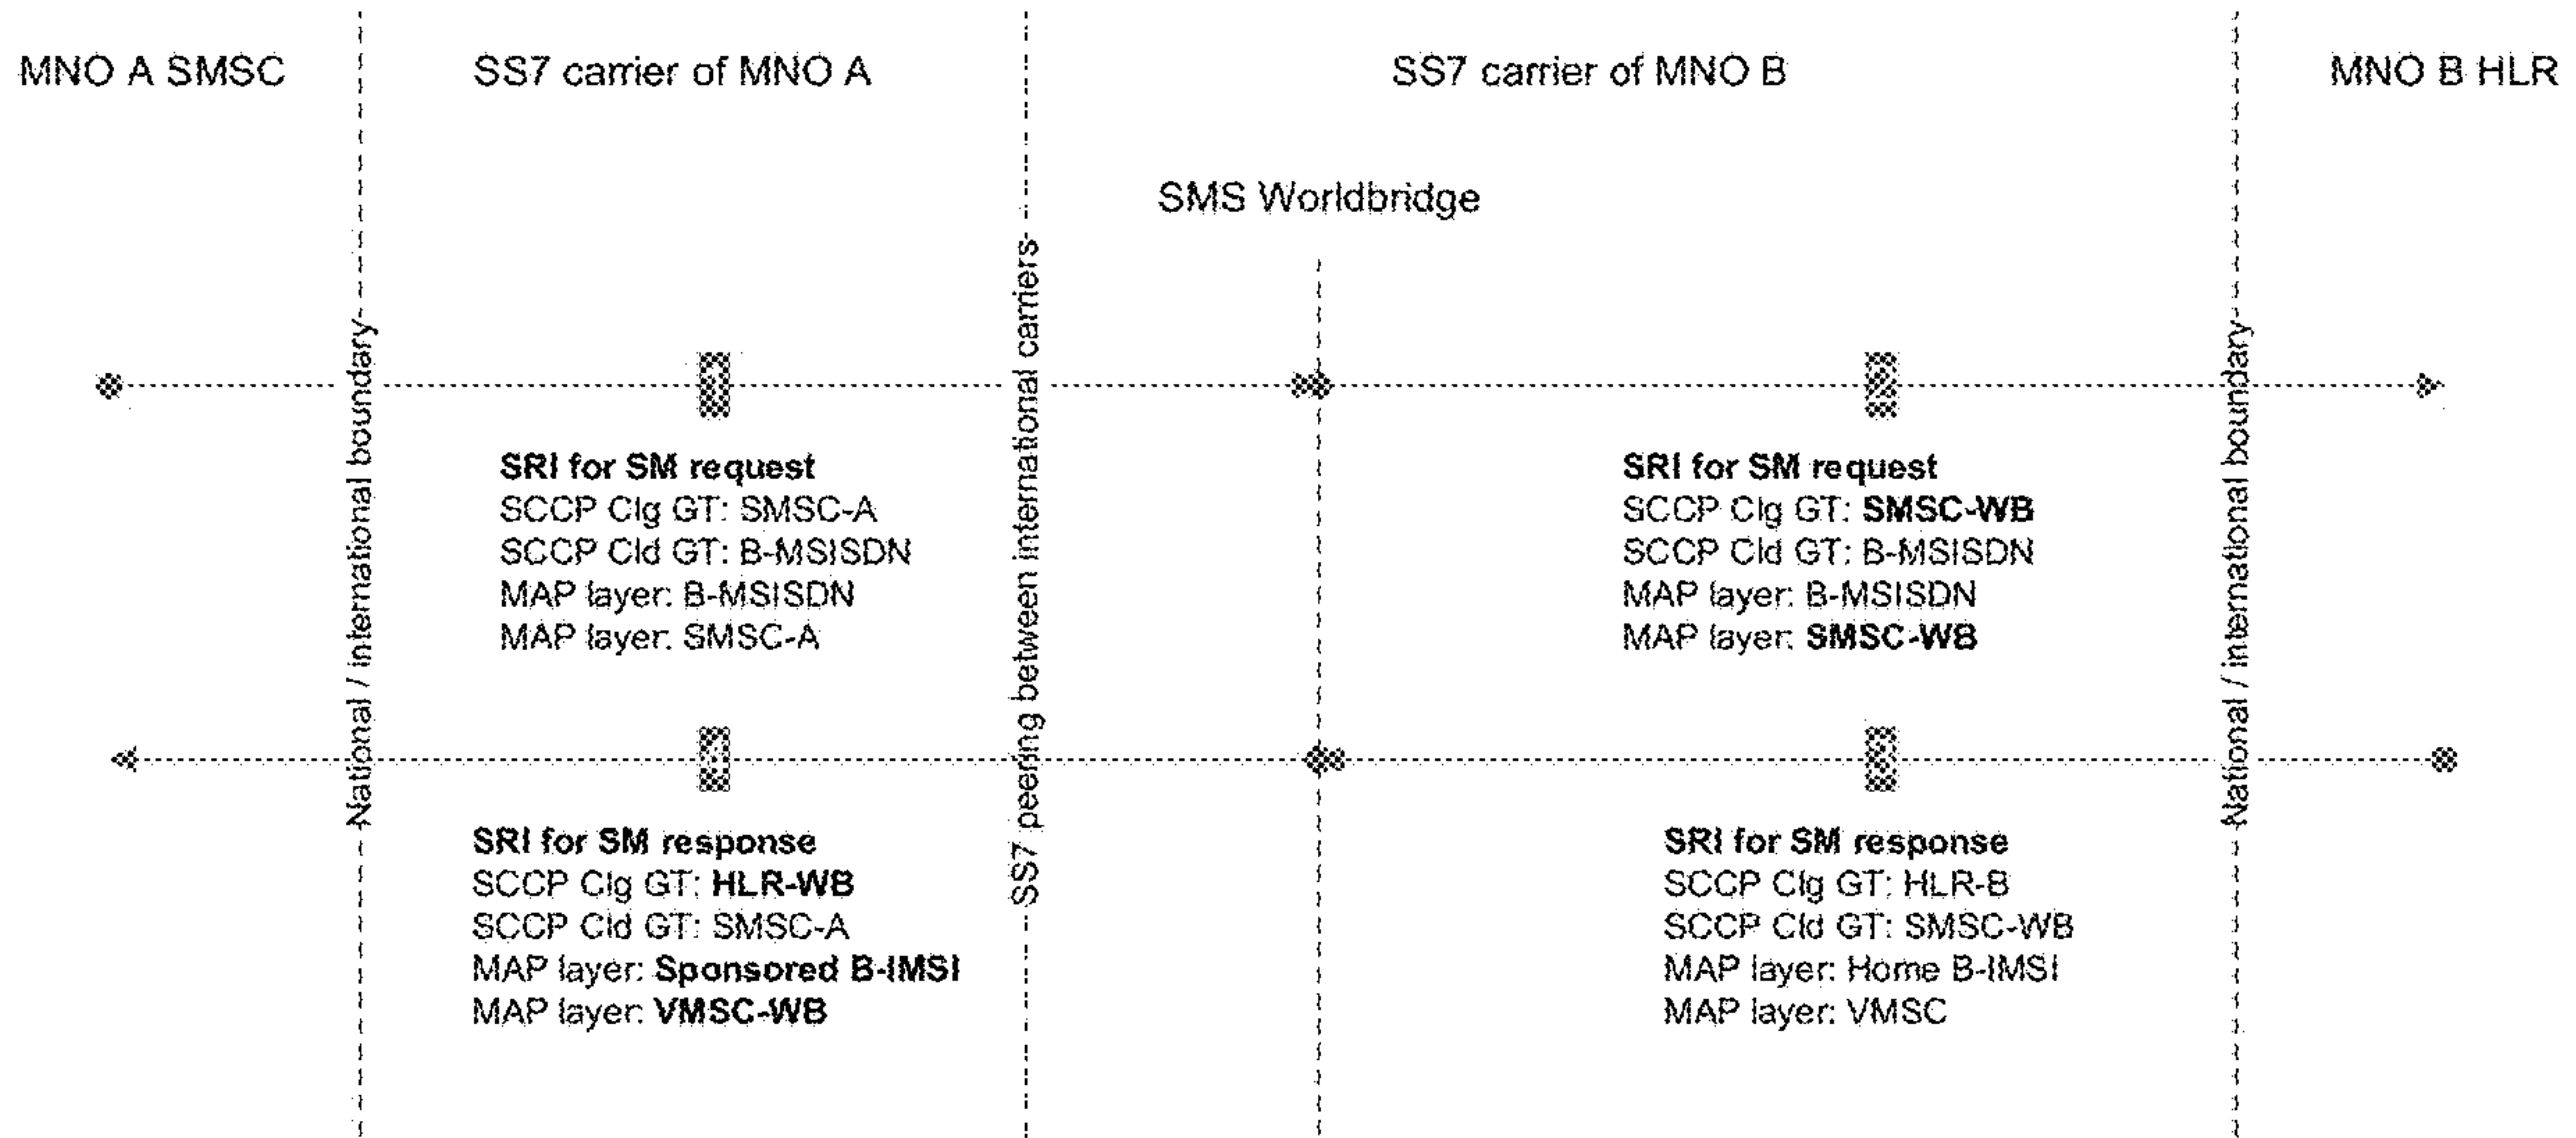 MNO A SMSC
SS7 carrier of MNO A
SS7 carrier of MNO B
MNO B HLR
SMS Worldbridge
National / international boundary
SS7 peering between international carriers
National / international boundary
SRI for SM request
SCCP Clg GT: SMSC-A
SCCP Cld GT: B-MSISDN
MAP layer: B-MSISDN
MAP layer: SMSC-A
SRI for SM request
SCCP Clg GT: SMSC-WB
SCCP Cld GT: B-MSISDN
MAP layer: B-MSISDN
MAP layer: SMSC-WB
SRI for SM response
SCCP Clg GT: HLR-WB
SCCP Cld GT: SMSC-A
MAP layer: Sponsored B-IMSI
MAP layer: VMSC-WB
SRI for SM response
SCCP Clg GT: HLR-B
SCCP Cld GT: SMSC-WB
MAP layer: Home B-IMSI
MAP layer: VMSC